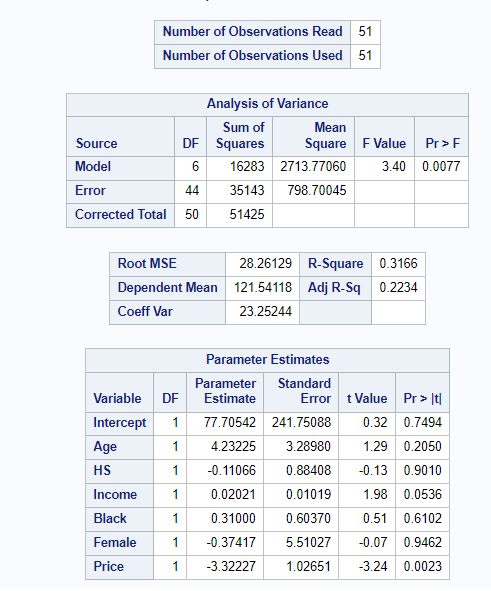 Number of Observations Read 51
Number of Observations Used 51
Analysis of Variance
Source DF Sum of Squares Mean Square F Value Pr > F
Model 6 16283 2713.77060 3.40 0.0077
Error 44 35143 798.70045
Corrected Total 50 51425
Root MSE 28.26129 R-Square 0.3166
Dependent Mean 121.54118 Adj R-Sq 0.2234
Coeff Var 23.25244
Parameter Estimates
Variable DF Parameter Estimate Standard Error t Value Pr > |t|
Intercept 1 77.70542 241.75088 0.32 0.7494
Age 1 4.23225 3.28980 1.29 0.2050
HS 1 -0.11066 0.88408 -0.13 0.9010
Income 1 0.02021 0.01019 1.98 0.0536
Black 1 0.31000 0.60370 0.51 0.6102
Female 1 -0.37417 5.51027 -0.07 0.9462
Price 1 -3.32227 1.02651 -3.24 0.0023